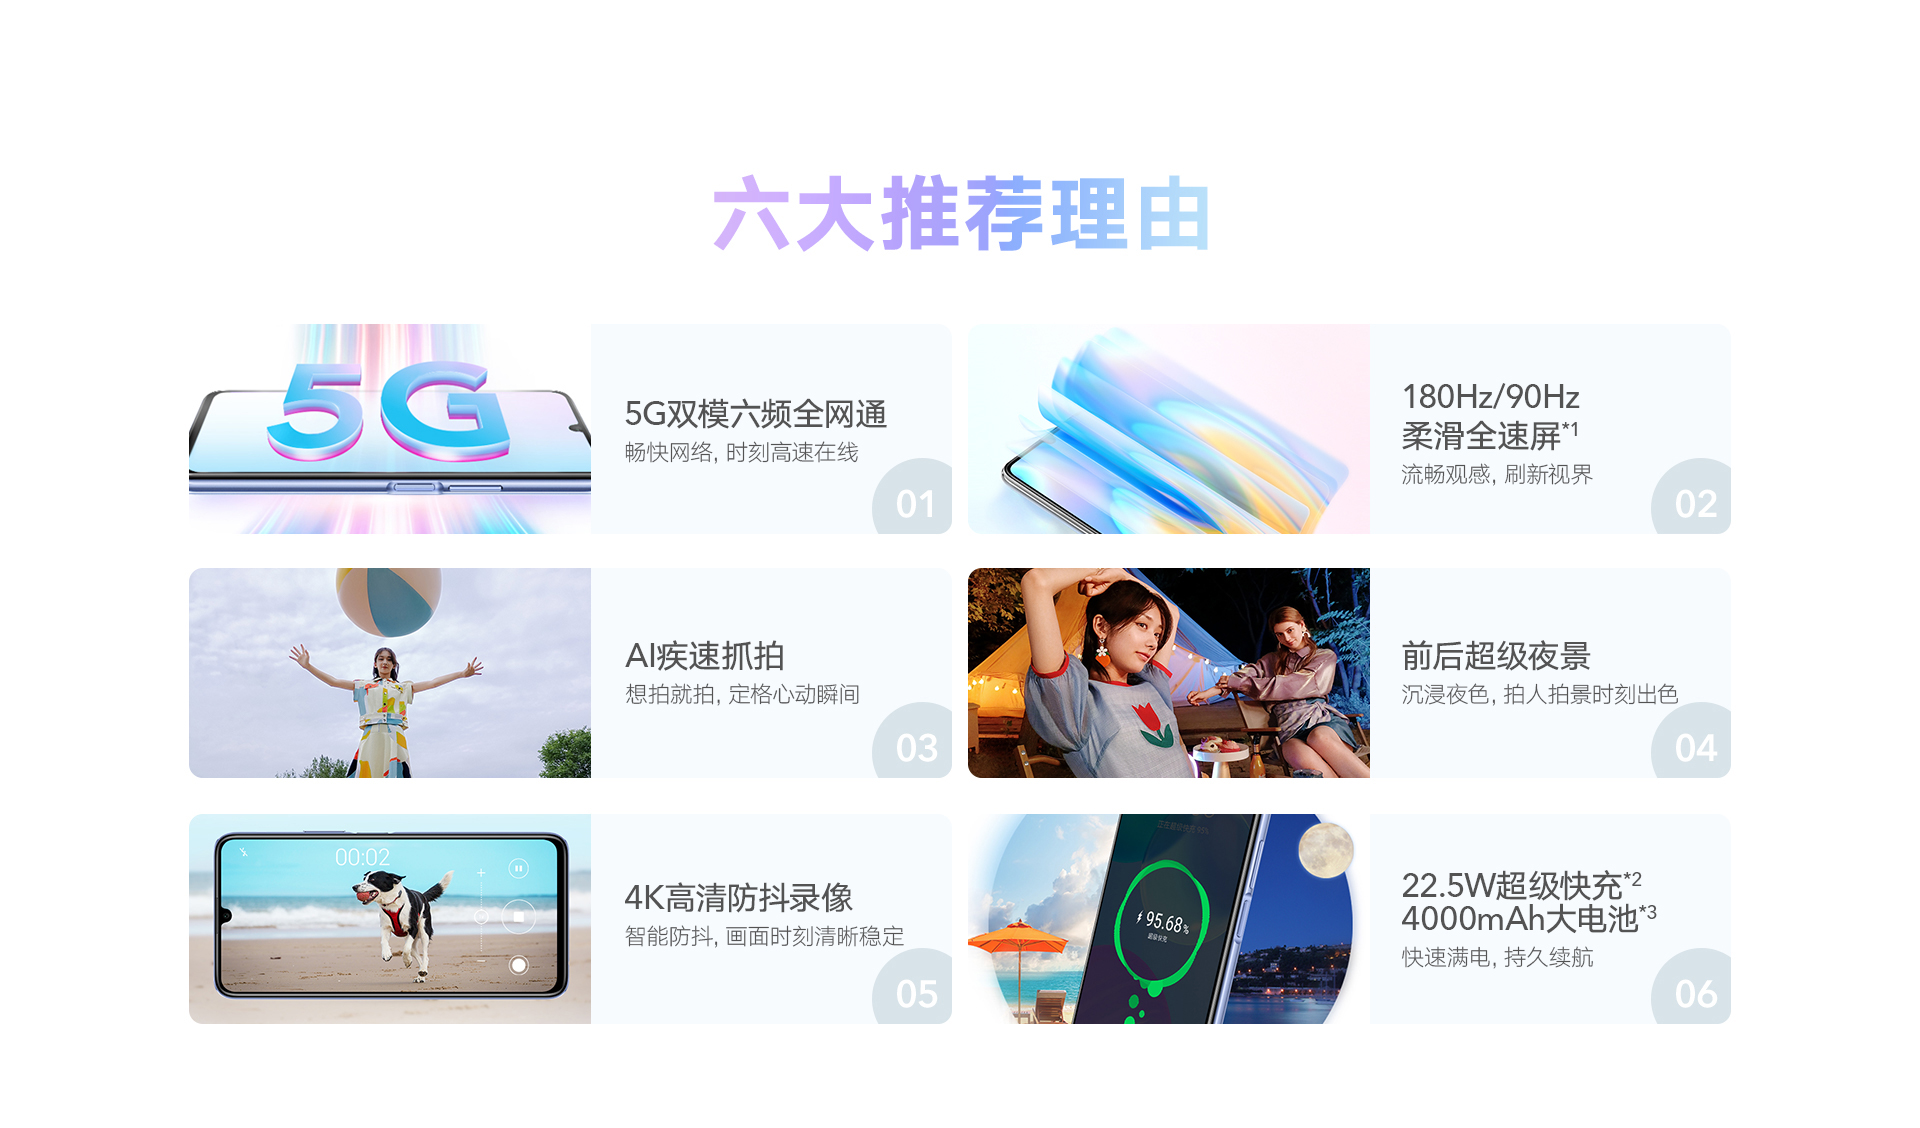 六大推荐理由
5G
5G双模六频全网通
畅快网络, 时刻高速在线
01
180Hz/90Hz
柔滑全速屏*1
流畅观感, 刷新视界
02
AI疾速抓拍
想拍就拍, 定格心动瞬间
03
前后超级夜景
沉浸夜色, 拍人拍景时刻出色
04
00:02
4K高清防抖录像
智能防抖, 画面时刻清晰稳定
05
95.68%
超级快充
22.5W超级快充*2
4000mAh大电池*3
快速满电, 持久续航
06